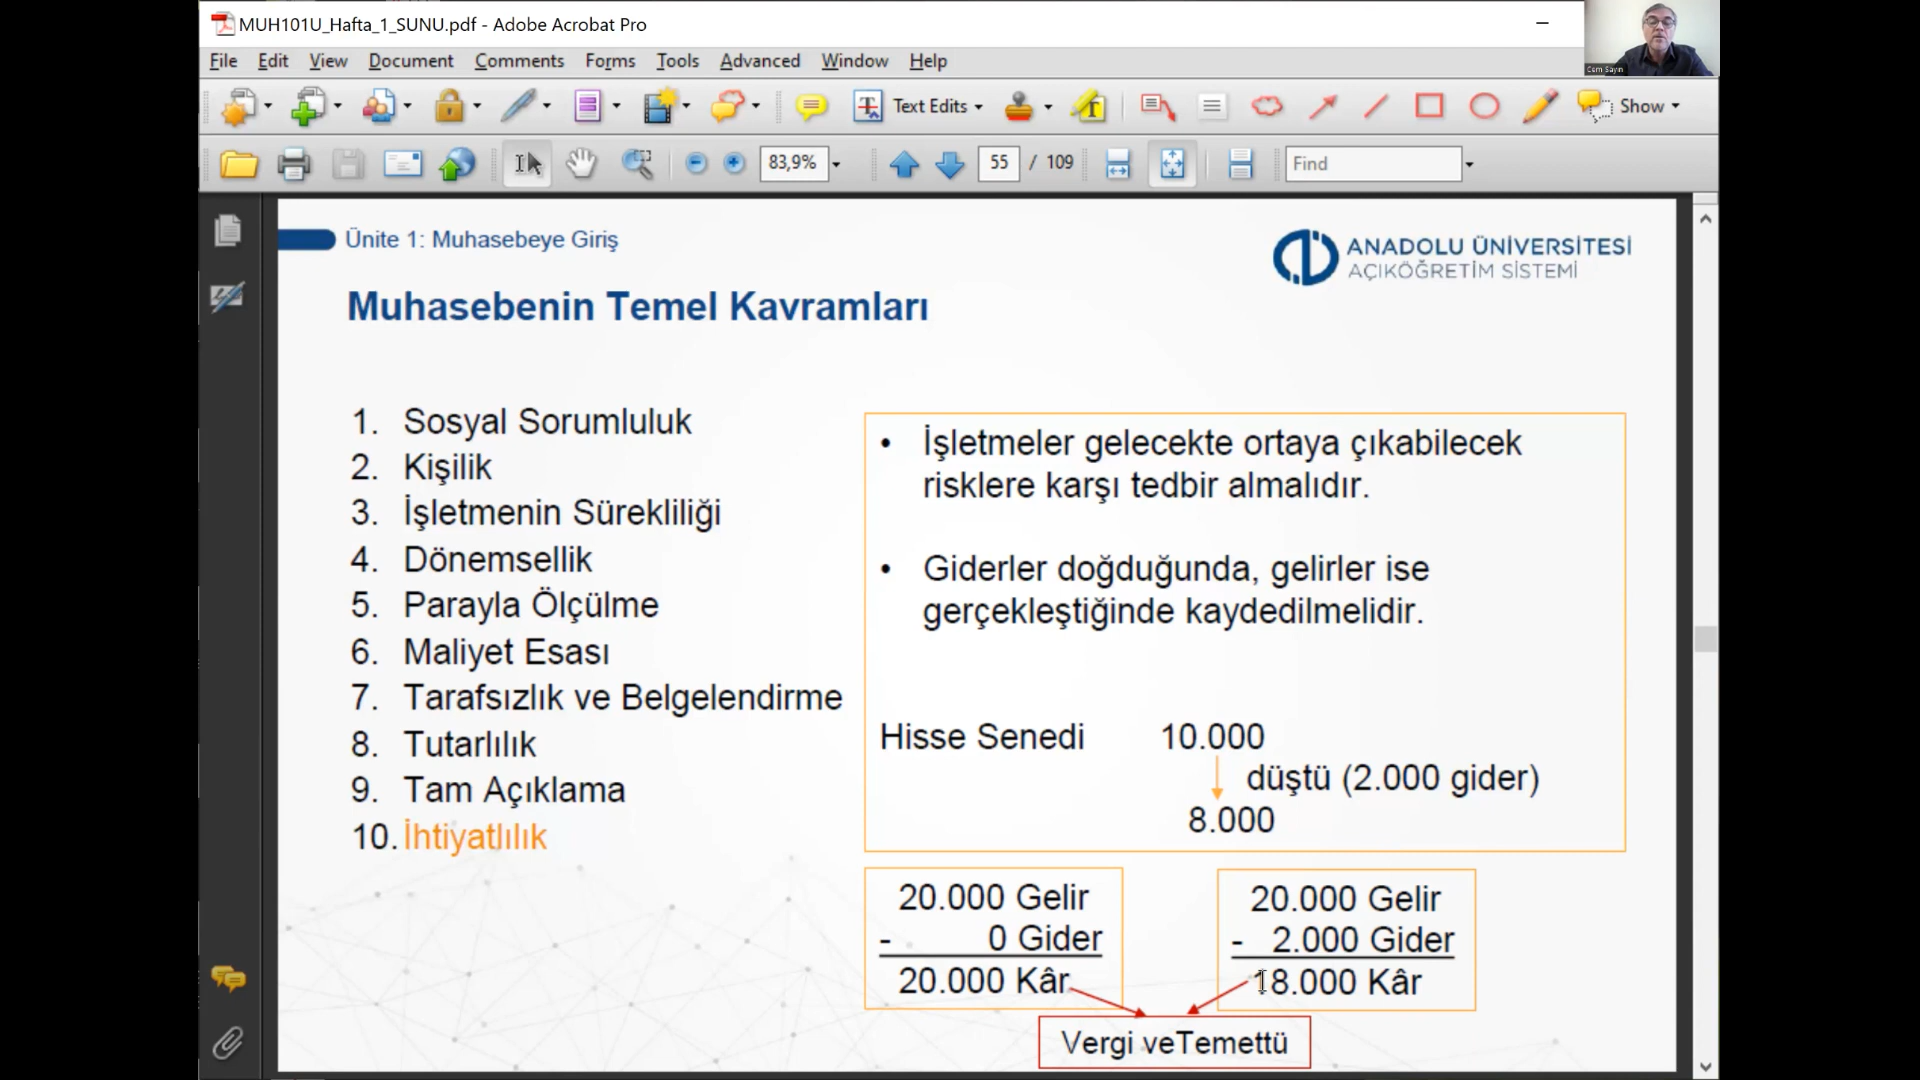 MUH101U_Hafta_1_SUNU.pdf - Adobe Acrobat Pro
Cem Sayın
File Edit View Document Comments Forms Tools Advanced Window Help
Text Edits Show
83,9% 55 / 109 Find
Ünite 1: Muhasebeye Giriş
ANADOLU ÜNİVERSİTESİ
AÇIKÖĞRETİM SİSTEMİ
Muhasebenin Temel Kavramları
1. Sosyal Sorumluluk
2. Kişilik
3. İşletmenin Sürekliliği
4. Dönemsellik
5. Parayla Ölçülme
6. Maliyet Esası
7. Tarafsızlık ve Belgelendirme
8. Tutarlılık
9. Tam Açıklama
10. İhtiyatlılık
• İşletmeler gelecekte ortaya çıkabilecek
risklere karşı tedbir almalıdır.
• Giderler doğduğunda, gelirler ise
gerçekleştiğinde kaydedilmelidir.
Hisse Senedi 10.000
düştü (2.000 gider)
8.000
20.000 Gelir
- 0 Gider
20.000 Kâr
20.000 Gelir
- 2.000 Gider
18.000 Kâr
Vergi veTemettü